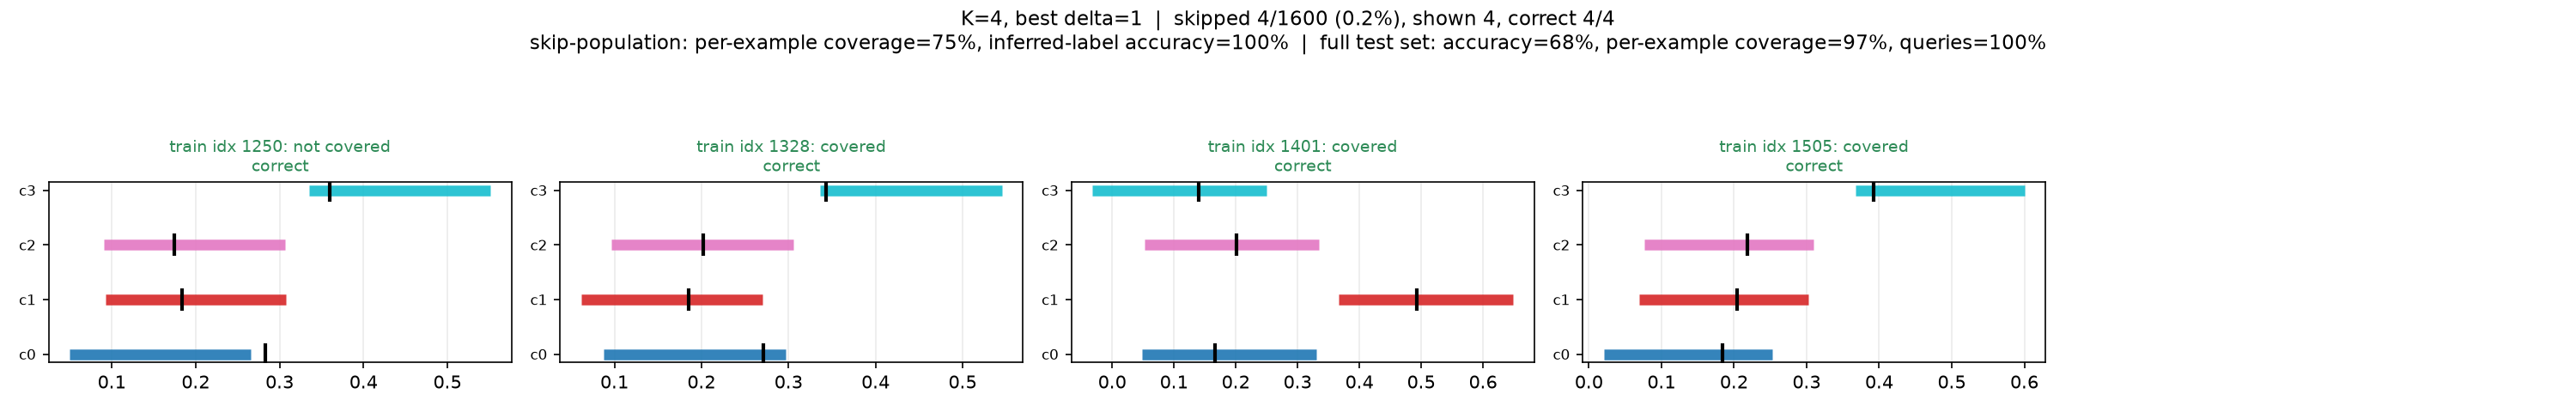 K=4, best delta=1 | skipped 4/1600 (0.2%), shown 4, correct 4/4
skip-population: per-example coverage=75%, inferred-label accuracy=100% | full test set: accuracy=68%, per-example coverage=97%, queries=100%
train idx 1250: not covered
correct
c3
c2
c1
c0
0.1 0.2 0.3 0.4 0.5
train idx 1328: covered
correct
c3
c2
c1
c0
0.1 0.2 0.3 0.4 0.5
train idx 1401: covered
correct
c3
c2
c1
c0
0.0 0.1 0.2 0.3 0.4 0.5 0.6
train idx 1505: covered
correct
c3
c2
c1
c0
0.0 0.1 0.2 0.3 0.4 0.5 0.6